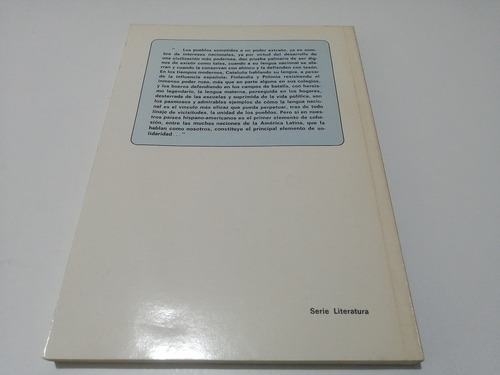 " Los pueblos sometidos a un poder extraño, ya en nom-
bre de intereses nacionales, ya por virtud del desarrollo de
una civilización más poderosa, dan prueba palmaria de ser dig-
nos de existir como tales, cuando a su lengua nacional se afe-
rran y cuando la conservan con ahínco y la defienden con tesón.
En los tiempos modernos, Cataluña hablando su lengua, a pesar
de la influencia española; Finlandia y Polonia resistiendo el
inmenso poder ruso, más que en parte alguna en sus colegios,
y los boeros defendiendo en los campos de batalla, con heroís-
mo legendario, la lengua materna, perseguida en los hogares,
desterrada de las escuelas y suprimida de la vida política, son
los pasmosos y admirables ejemplos de cómo la lengua nacio-
nal es el vínculo más eficaz que pueda perpetuar, tras de todo
linaje de vicisitudes, la unidad de los pueblos. Pero si en nues-
tros países hispano-americanos es el primer elemento de cohe-
sión, entre las muchas naciones de la América Latina, que la
hablan como nosotros, constituye el principal elemento de so-
lidaridad . . . "
Serie Literatura